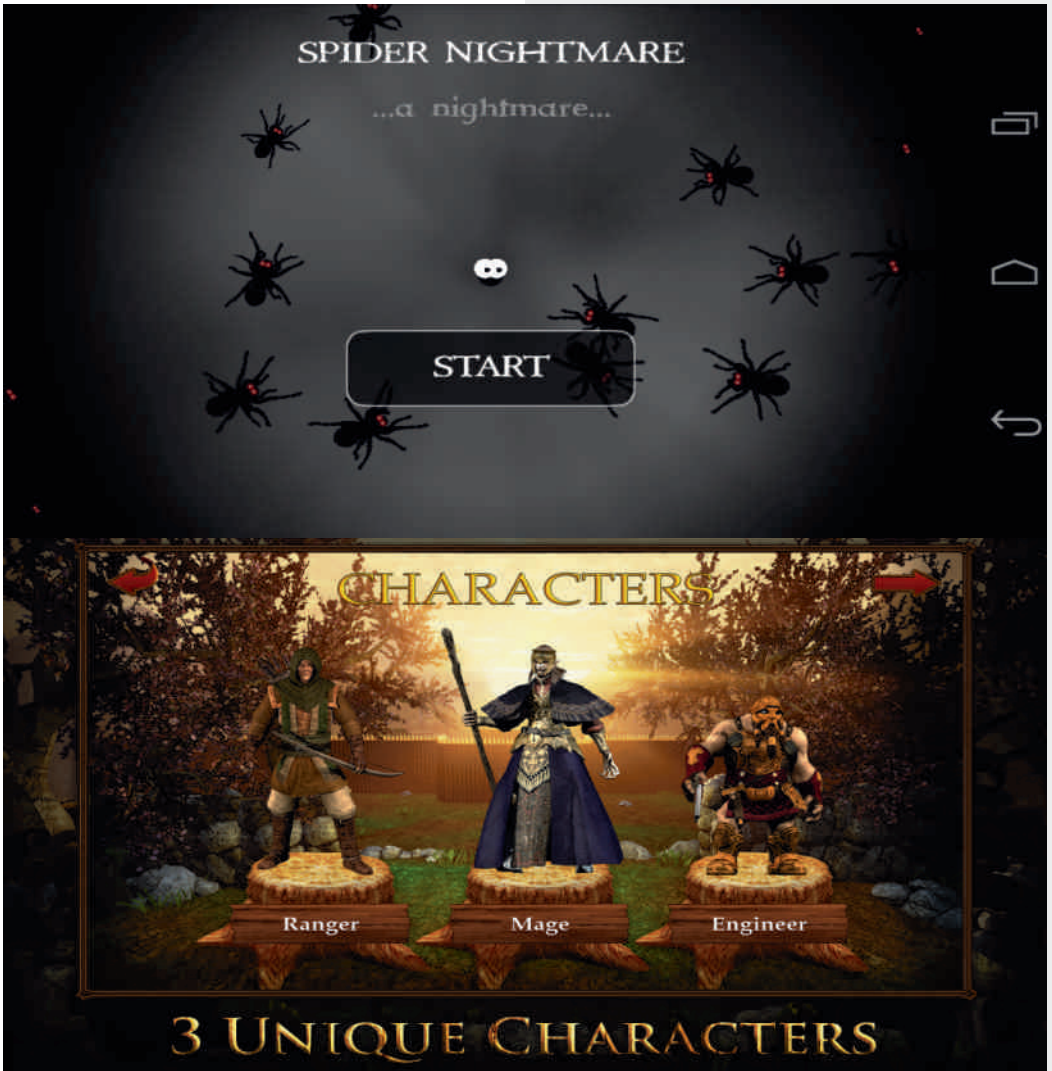 SPIDER NIGHTMARE
...a nightmare...
START
CHARACTERS
Ranger
Mage
Engineer
3 UNIQUE CHARACTERS